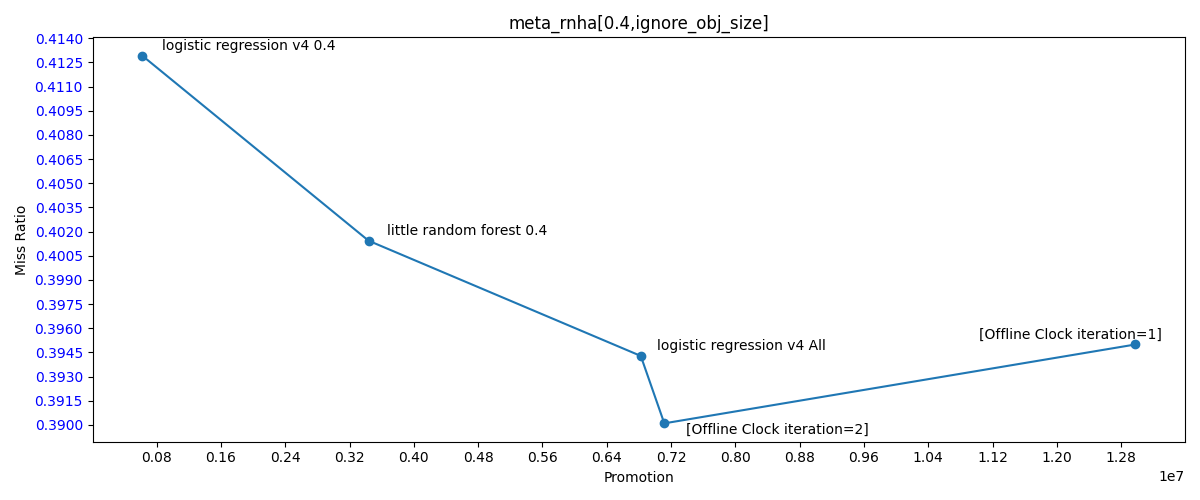 meta_rnha[0.4,ignore_obj_size]
0.4140
0.4125
0.4110
0.4095
0.4080
0.4065
0.4050
0.4035
0.4020
0.4005
0.3990
0.3975
0.3960
0.3945
0.3930
0.3915
0.3900
Miss Ratio
logistic regression v4 0.4
little random forest 0.4
logistic regression v4 All
[Offline Clock iteration=1]
[Offline Clock iteration=2]
0.08 0.16 0.24 0.32 0.40 0.48 0.56 0.64 0.72 0.80 0.88 0.96 1.04 1.12 1.20 1.28
Promotion
1e7